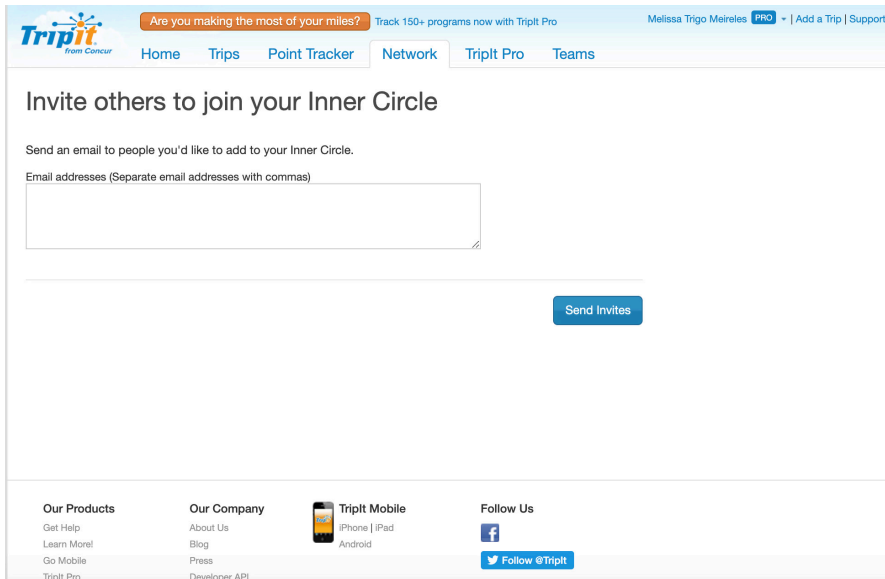 Tripit
from Concur
Are you making the most of your miles? Track 150+ programs now with TripIt Pro
Melissa Trigo Meireles PRO | Add a Trip | Support
Home Trips Point Tracker Network TripIt Pro Teams
Invite others to join your Inner Circle
Send an email to people you'd like to add to your Inner Circle.
Email addresses (Separate email addresses with commas)
Send Invites
Our Products Our Company TripIt Mobile Follow Us
Get Help About Us iPhone | iPad
Learn More! Blog Android
Go Mobile Press Follow @TripIt
TripIt Pro Developer API